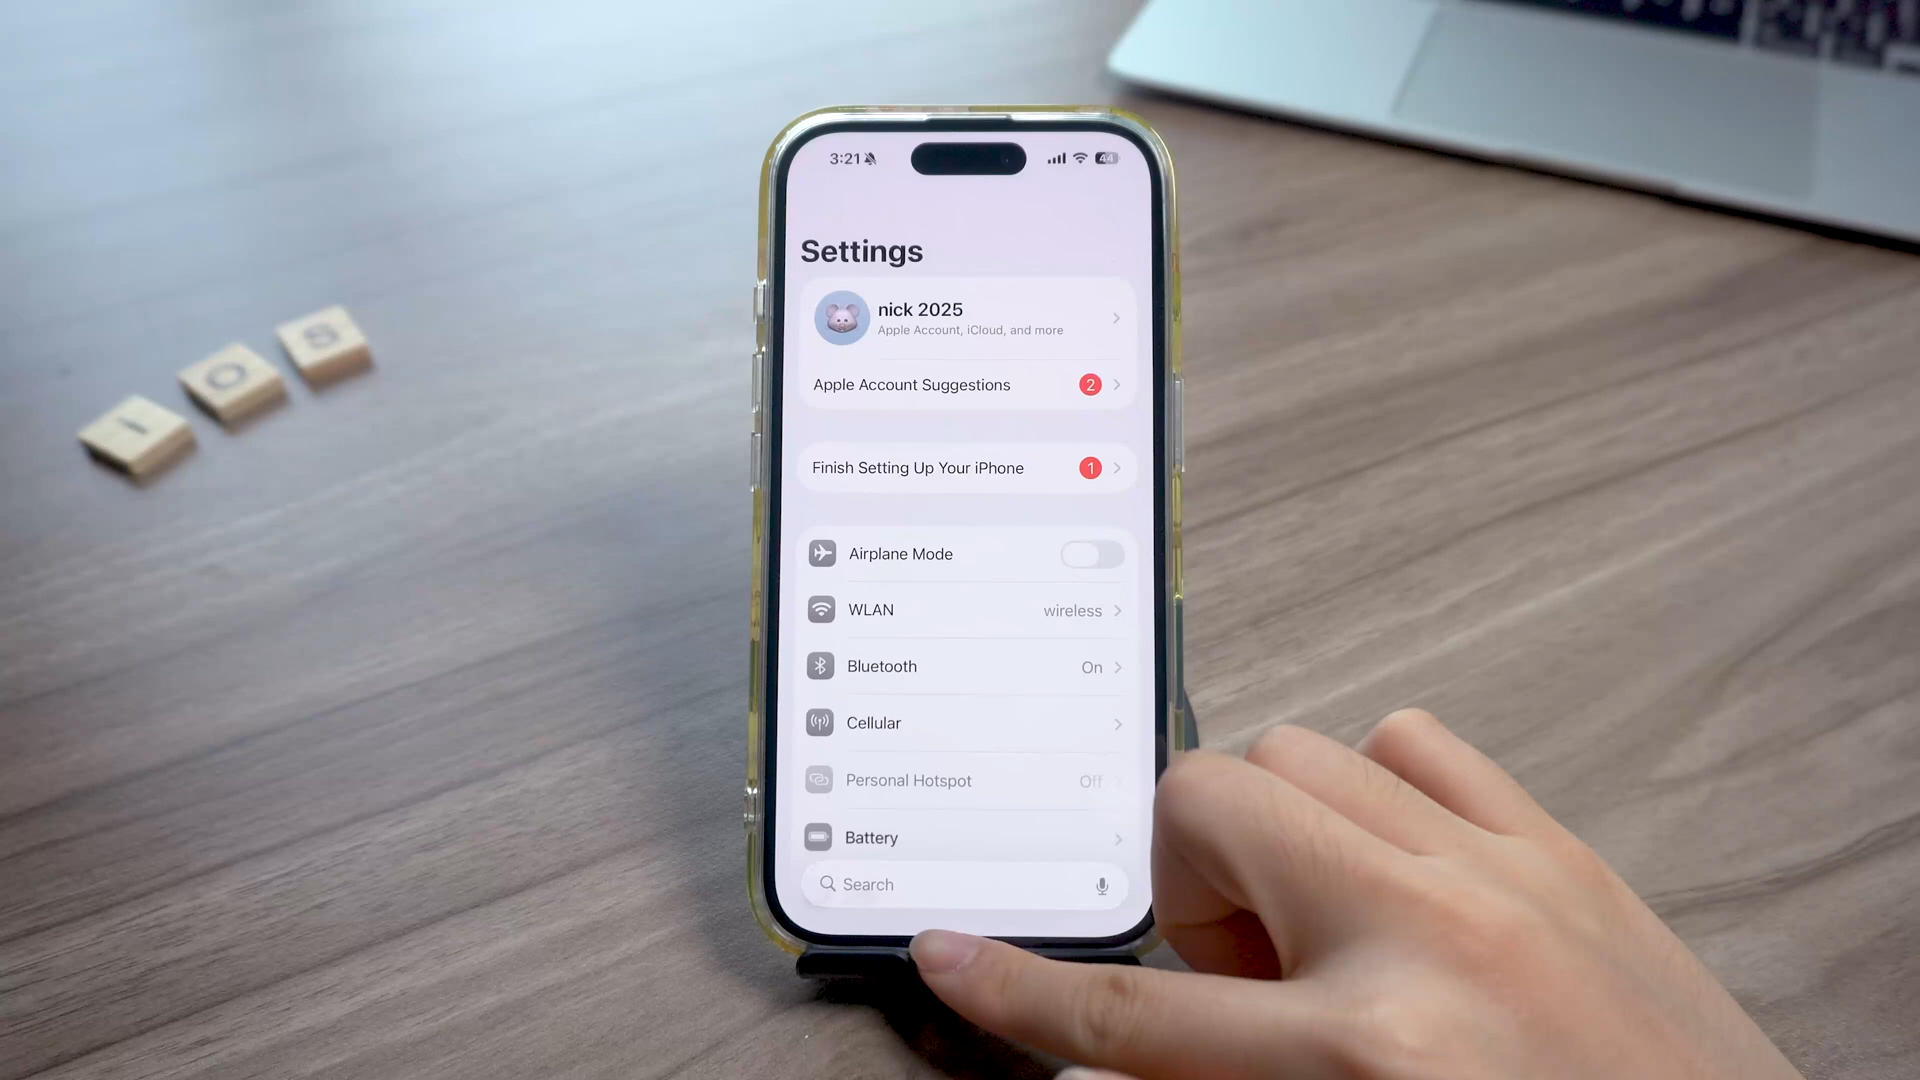 I O S
3:21 44
Settings
nick 2025
Apple Account, iCloud, and more
Apple Account Suggestions 2
Finish Setting Up Your iPhone 1
Airplane Mode
WLAN wireless
Bluetooth On
Cellular
Personal Hotspot Off
Battery
Search